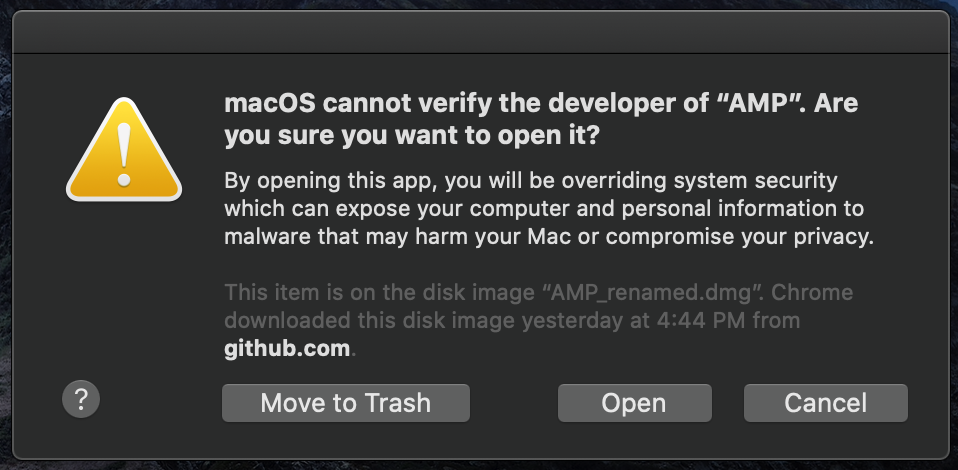 macOS cannot verify the developer of “AMP”. Are
you sure you want to open it?
By opening this app, you will be overriding system security
which can expose your computer and personal information to
malware that may harm your Mac or compromise your privacy.
This item is on the disk image “AMP_renamed.dmg”. Chrome
downloaded this disk image yesterday at 4:44 PM from
github.com.
? Move to Trash Open Cancel